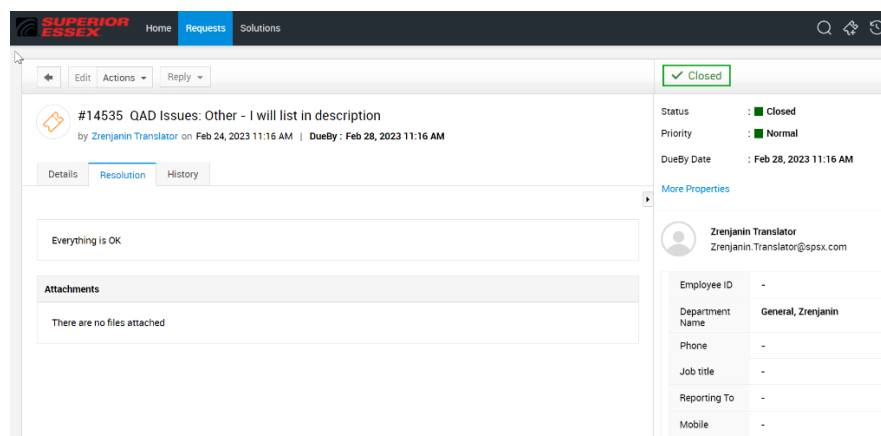 SUPERIOR
ESSEX
Home Requests Solutions
Edit Actions Reply
Closed
#14535 QAD Issues: Other - I will list in description
by Zrenjanin Translator on Feb 24, 2023 11:16 AM | DueBy : Feb 28, 2023 11:16 AM
Details Resolution History
Everything is OK
Attachments
There are no files attached
Status : Closed
Priority : Normal
DueBy Date : Feb 28, 2023 11:16 AM
More Properties
Zrenjanin Translator
Zrenjanin.Translator@spsx.com
Employee ID -
Department General, Zrenjanin
Name
Phone -
Job title -
Reporting To -
Mobile -